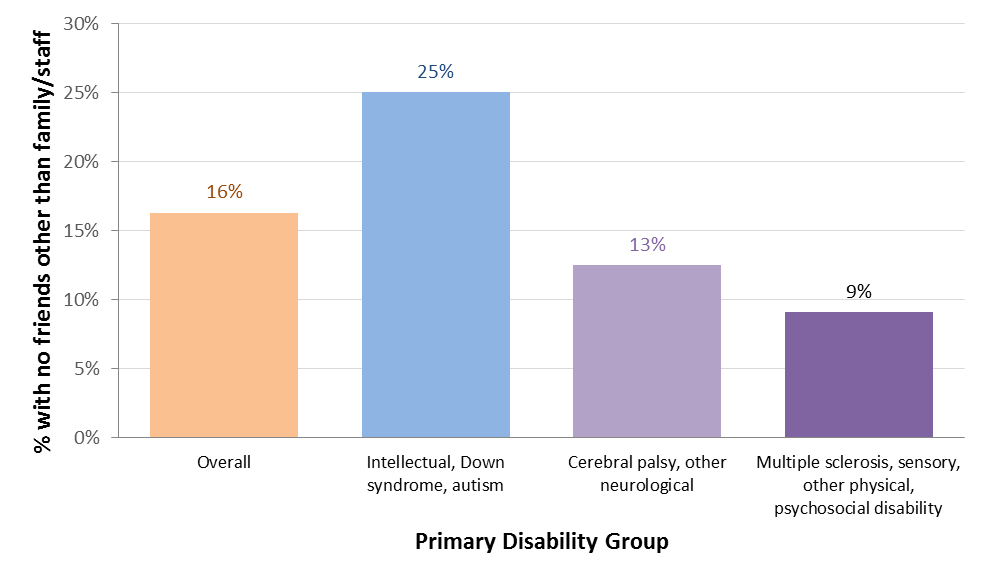 % with no friends other than family/staff
30%
25%
20%
15%
10%
5%
0%
16%
25%
13%
9%
Overall
Intellectual, Down
syndrome, autism
Cerebral palsy, other
neurological
Multiple sclerosis, sensory,
other physical,
psychosocial disability
Primary Disability Group